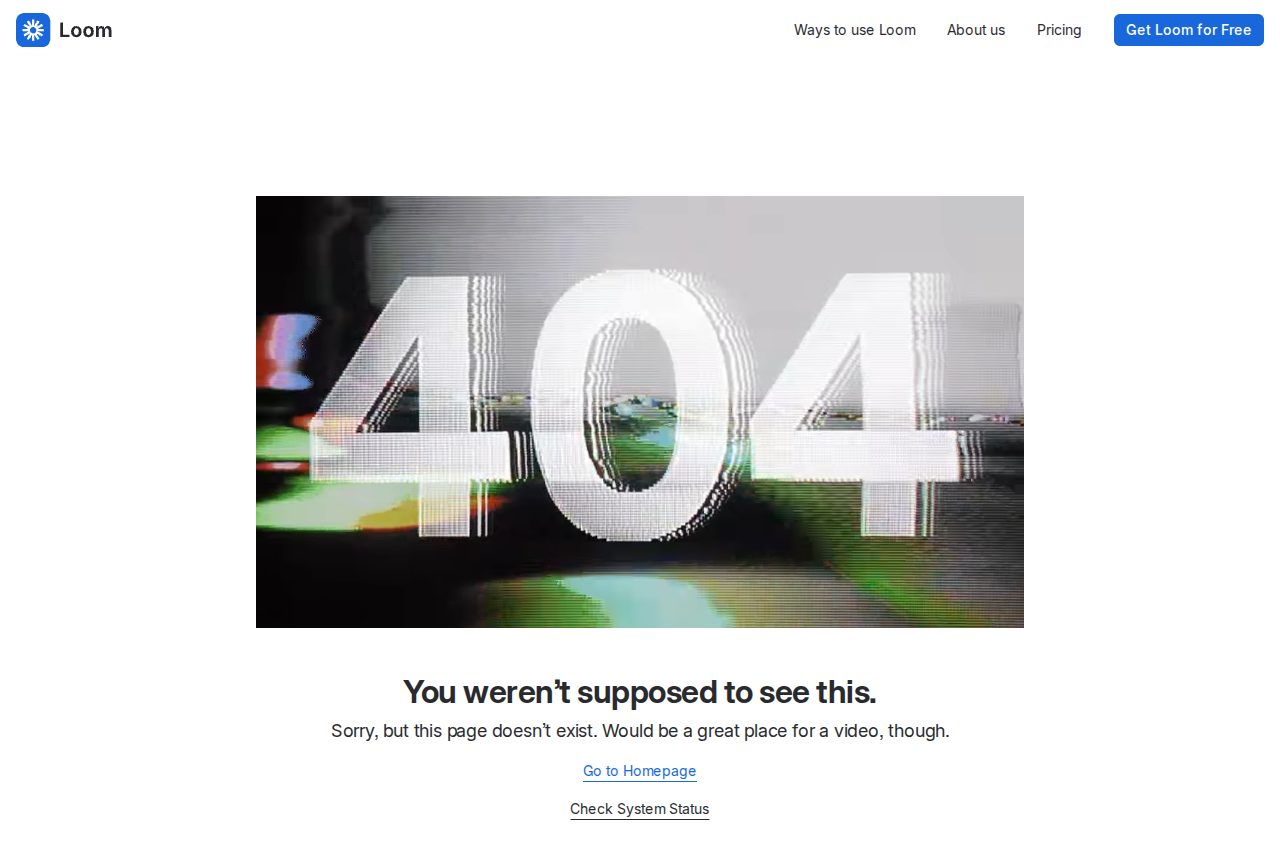 Loom
Ways to use Loom
About us
Pricing
Get Loom for Free
404
You weren’t supposed to see this.
Sorry, but this page doesn’t exist. Would be a great place for a video, though.
Go to Homepage
Check System Status